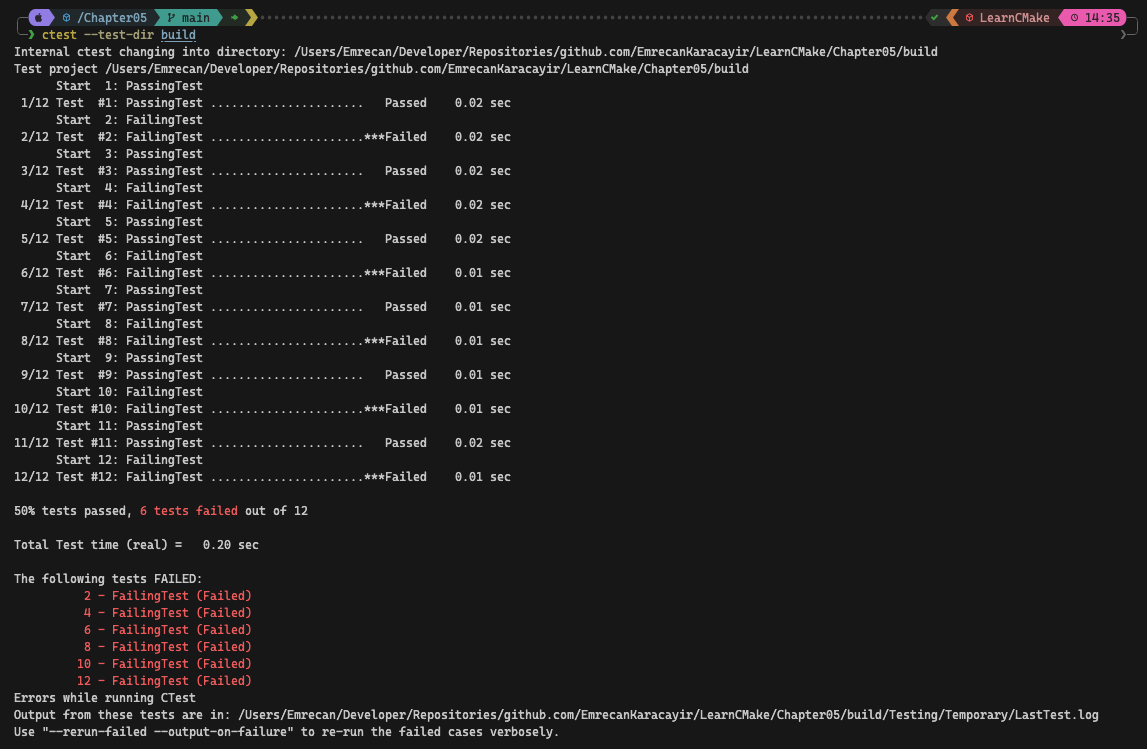 /Chapter05 main LearnCMake 14:35
❯ ctest --test-dir build
Internal ctest changing into directory: /Users/Emrecan/Developer/Repositories/github.com/EmrecanKaracayir/LearnCMake/Chapter05/build
Test project /Users/Emrecan/Developer/Repositories/github.com/EmrecanKaracayir/LearnCMake/Chapter05/build
      Start  1: PassingTest
 1/12 Test  #1: PassingTest ......................   Passed    0.02 sec
      Start  2: FailingTest
 2/12 Test  #2: FailingTest ......................***Failed    0.02 sec
      Start  3: PassingTest
 3/12 Test  #3: PassingTest ......................   Passed    0.02 sec
      Start  4: FailingTest
 4/12 Test  #4: FailingTest ......................***Failed    0.02 sec
      Start  5: PassingTest
 5/12 Test  #5: PassingTest ......................   Passed    0.02 sec
      Start  6: FailingTest
 6/12 Test  #6: FailingTest ......................***Failed    0.01 sec
      Start  7: PassingTest
 7/12 Test  #7: PassingTest ......................   Passed    0.01 sec
      Start  8: FailingTest
 8/12 Test  #8: FailingTest ......................***Failed    0.01 sec
      Start  9: PassingTest
 9/12 Test  #9: PassingTest ......................   Passed    0.01 sec
      Start 10: FailingTest
10/12 Test #10: FailingTest ......................***Failed    0.01 sec
      Start 11: PassingTest
11/12 Test #11: PassingTest ......................   Passed    0.02 sec
      Start 12: FailingTest
12/12 Test #12: FailingTest ......................***Failed    0.01 sec
50% tests passed, 6 tests failed out of 12
Total Test time (real) =   0.20 sec
The following tests FAILED:
          2 - FailingTest (Failed)
          4 - FailingTest (Failed)
          6 - FailingTest (Failed)
          8 - FailingTest (Failed)
         10 - FailingTest (Failed)
         12 - FailingTest (Failed)
Errors while running CTest
Output from these tests are in: /Users/Emrecan/Developer/Repositories/github.com/EmrecanKaracayir/LearnCMake/Chapter05/build/Testing/Temporary/LastTest.log
Use "--rerun-failed --output-on-failure" to re-run the failed cases verbosely.